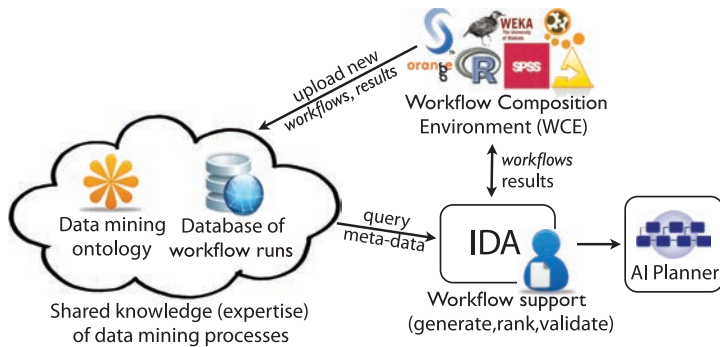 WEKA
The University
of Waikato
orange
R
SPSS
upload new
workflows, results
Workflow Composition
Environment (WCE)
workflows
results
Data mining
ontology
Database of
workflow runs
query
meta-data
IDA
AI Planner
Shared knowledge (expertise)
of data mining processes
Workflow support
(generate,rank,validate)